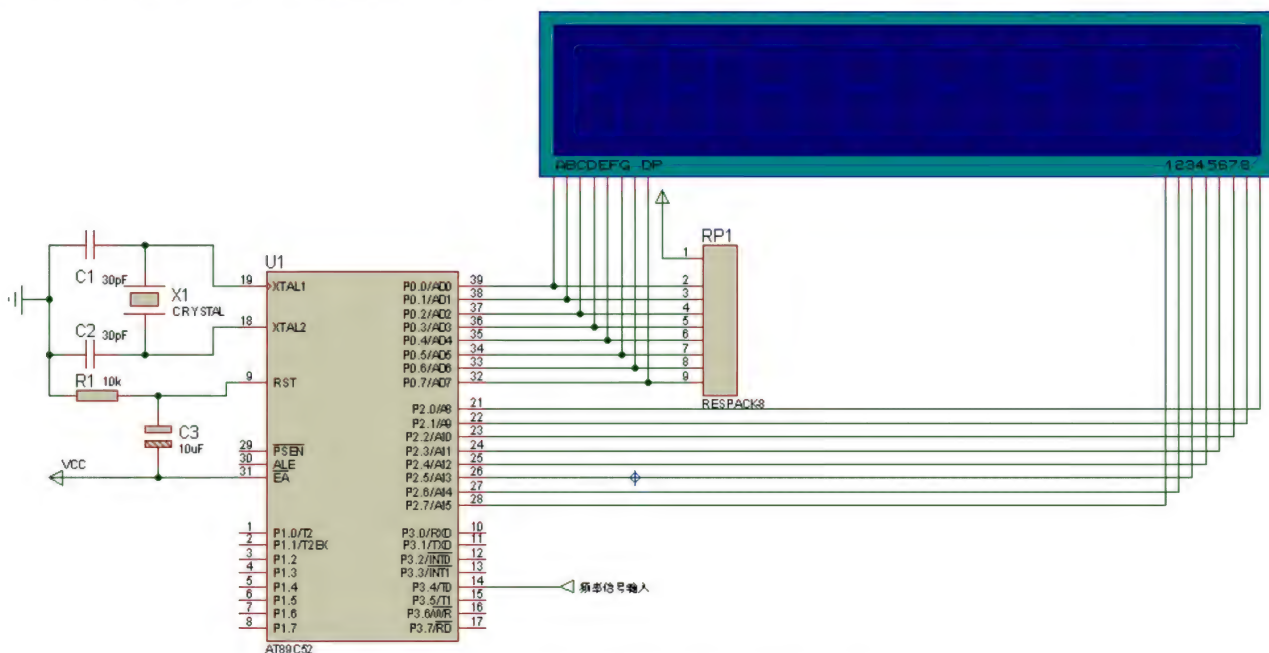 ABCDEFG DP
12345678
RP1
1
2
3
4
5
6
7
8
9
RESPACK8
C1
30pF
X1
CRYSTAL
C2
30pF
R1
10k
C3
10uF
VCC
U1
19 XTAL1
18 XTAL2
9 RST
29 PSEN
30 ALE
31 EA
1 P1.0/T2
2 P1.1/T2EX
3 P1.2
4 P1.3
5 P1.4
6 P1.5
7 P1.6
8 P1.7
P0.0/AD0 39
P0.1/AD1 38
P0.2/AD2 37
P0.3/AD3 36
P0.4/AD4 35
P0.5/AD5 34
P0.6/AD6 33
P0.7/AD7 32
P2.0/A8 21
P2.1/A9 22
P2.2/A10 23
P2.3/A11 24
P2.4/A12 25
P2.5/A13 26
P2.6/A14 27
P2.7/A15 28
P3.0/RXD 10
P3.1/TXD 11
P3.2/INT0 12
P3.3/INT1 13
P3.4/T0 14
P3.5/T1 15
P3.6/WR 16
P3.7/RD 17
频率信号输入
AT89C52